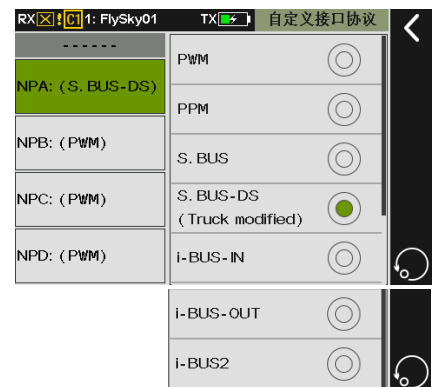 RX C1 1: FlySky01 TX 自定义接口协议
------
NPA: (S.BUS-DS)
NPB: (PWM)
NPC: (PWM)
NPD: (PWM)
PWM
PPM
S.BUS
S.BUS-DS
(Truck modified)
i-BUS-IN
i-BUS-OUT
i-BUS2